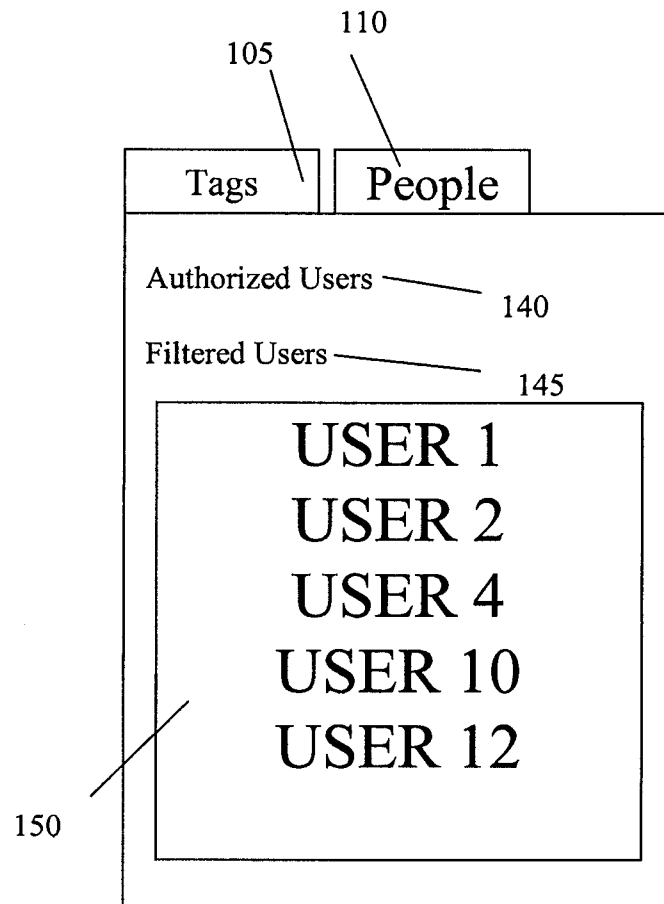 110
105
Tags People
Authorized Users
140
Filtered Users
145
USER 1
USER 2
USER 4
USER 10
USER 12
150